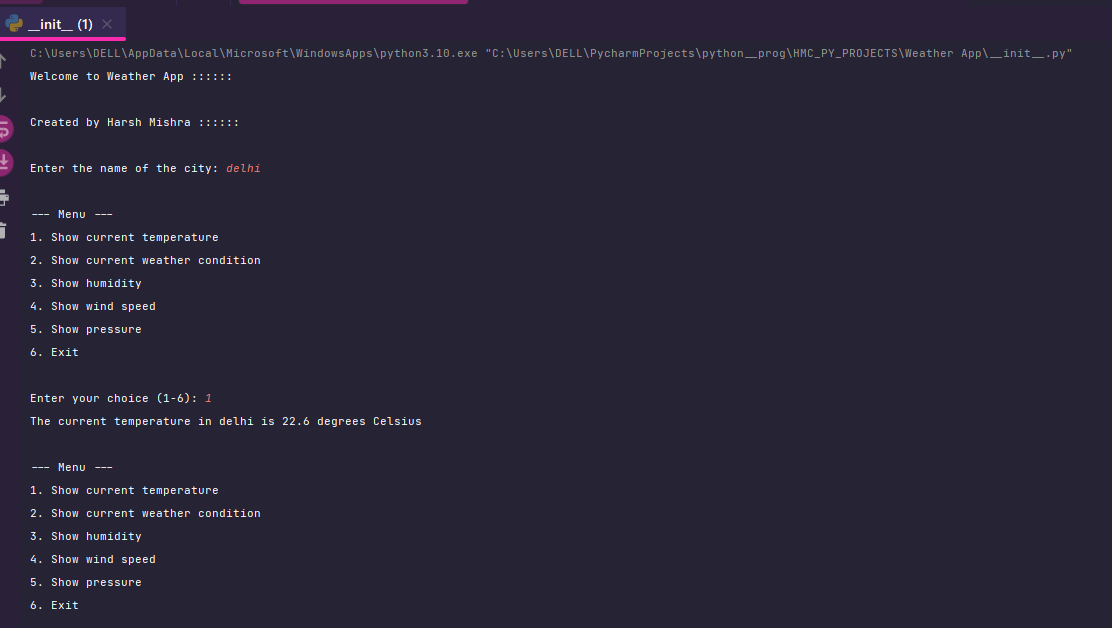 __init__ (1)
C:\Users\DELL\AppData\Local\Microsoft\WindowsApps\python3.10.exe "C:\Users\DELL\PycharmProjects\python__prog\HMC_PY_PROJECTS\Weather App\__init__.py"
Welcome to Weather App ::::::
Created by Harsh Mishra ::::::
Enter the name of the city: delhi
--- Menu ---
1. Show current temperature
2. Show current weather condition
3. Show humidity
4. Show wind speed
5. Show pressure
6. Exit
Enter your choice (1-6): 1
The current temperature in delhi is 22.6 degrees Celsius
--- Menu ---
1. Show current temperature
2. Show current weather condition
3. Show humidity
4. Show wind speed
5. Show pressure
6. Exit